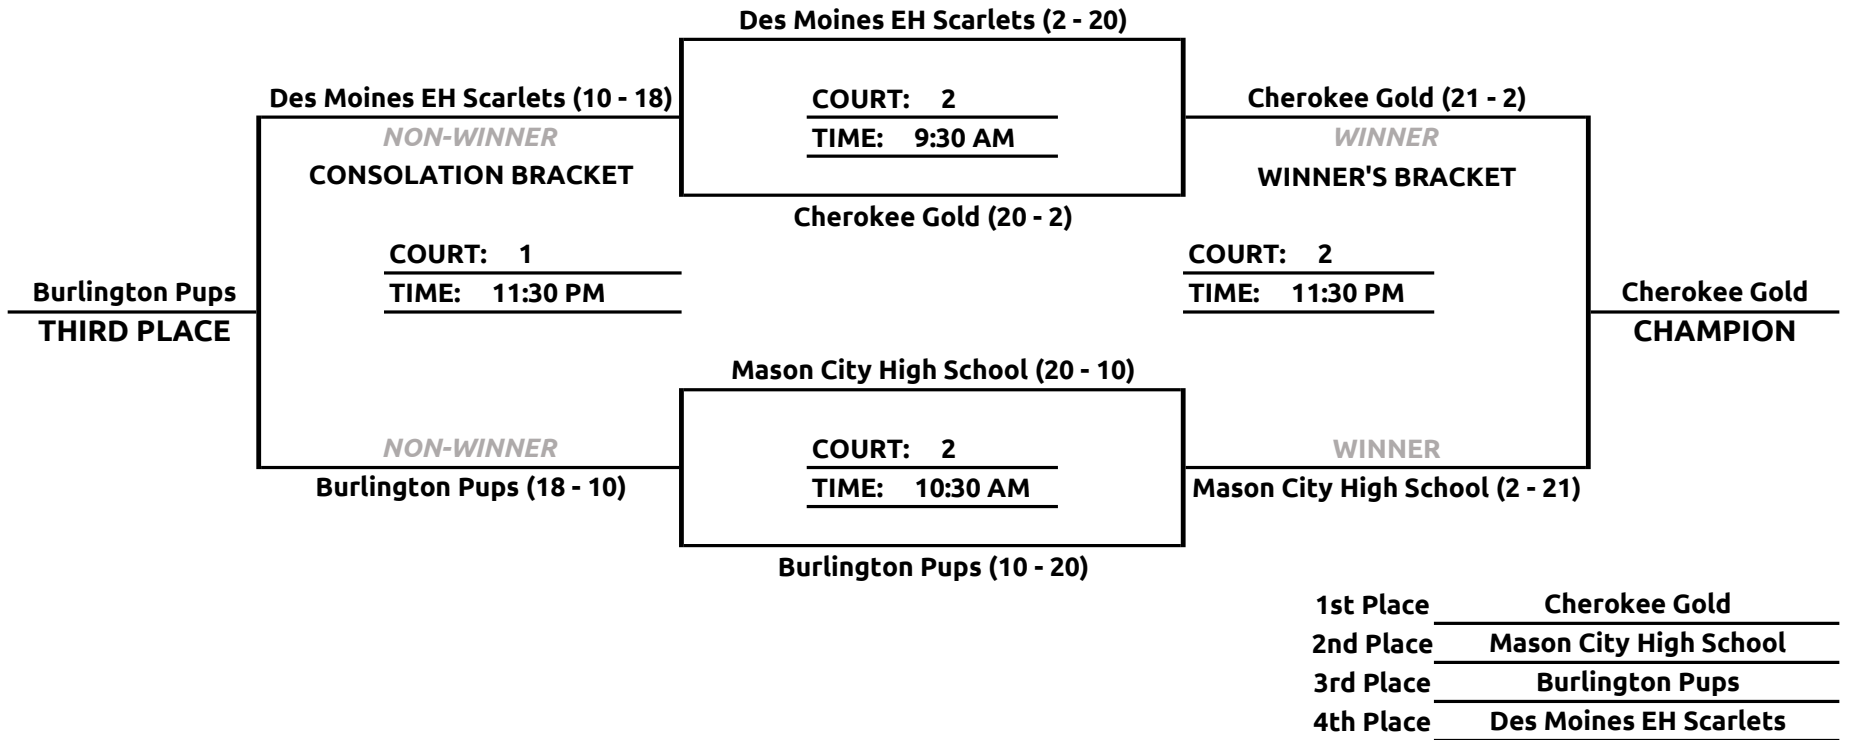 Des Moines EH Scarlets (2 - 20)
Des Moines EH Scarlets (10 - 18)
COURT: 2
Cherokee Gold (21 - 2)
NON-WINNER
TIME: 9:30 AM
WINNER
CONSOLATION BRACKET
WINNER'S BRACKET
Cherokee Gold (20 - 2)
COURT: 1
COURT: 2
Burlington Pups
TIME: 11:30 PM
TIME: 11:30 PM
Cherokee Gold
THIRD PLACE
CHAMPION
Mason City High School (20 - 10)
NON-WINNER
COURT: 2
WINNER
Burlington Pups (18 - 10)
TIME: 10:30 AM
Mason City High School (2 - 21)
Burlington Pups (10 - 20)
1st Place Cherokee Gold
2nd Place Mason City High School
3rd Place Burlington Pups
4th Place Des Moines EH Scarlets